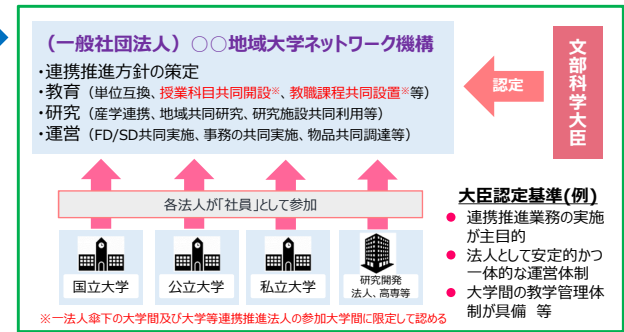 (一般社団法人)○○地域大学ネットワーク機構
・連携推進方針の策定
・教育(単位互換、授業科目共同開設※、教職課程共同設置※等)
・研究(産学連携、地域共同研究、研究施設共同利用等)
・運営(FD/SD共同実施、事務の共同実施、物品共同調達等)
認定
文部科学大臣
各法人が「社員」として参加
国立大学
公立大学
私立大学
研究開発
法人、高専等
大臣認定基準(例)
● 連携推進業務の実施
が主目的
● 法人として安定的かつ
一体的な運営体制
● 大学間の教学管理体
制が具備 等
※一法人傘下の大学間及び大学等連携推進法人の参加大学間に限定して認める